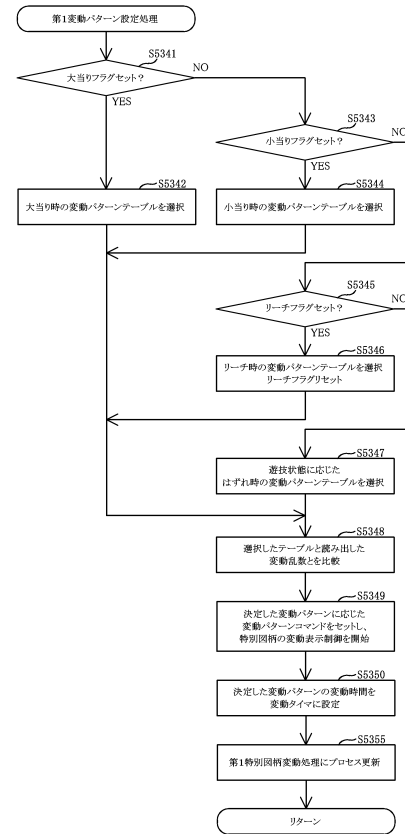 第1変動パターン設定処理
S5341
大当りフラグセット?
NO
YES
S5343
小当りフラグセット?
NO
YES
S5342
大当り時の変動パターンテーブルを選択
S5344
小当り時の変動パターンテーブルを選択
S5345
リーチフラグセット?
NO
YES
S5346
リーチ時の変動パターンテーブルを選択
リーチフラグリセット
S5347
遊技状態に応じた
はずれ時の変動パターンテーブルを選択
S5348
選択したテーブルと読み出した
変動乱数とを比較
S5349
決定した変動パターンに応じた
変動パターンコマンドをセットし、
特別図柄の変動表示制御を開始
S5350
決定した変動パターンの変動時間を
変動タイマに設定
S5355
第1特別図柄変動処理にプロセス更新
リターン